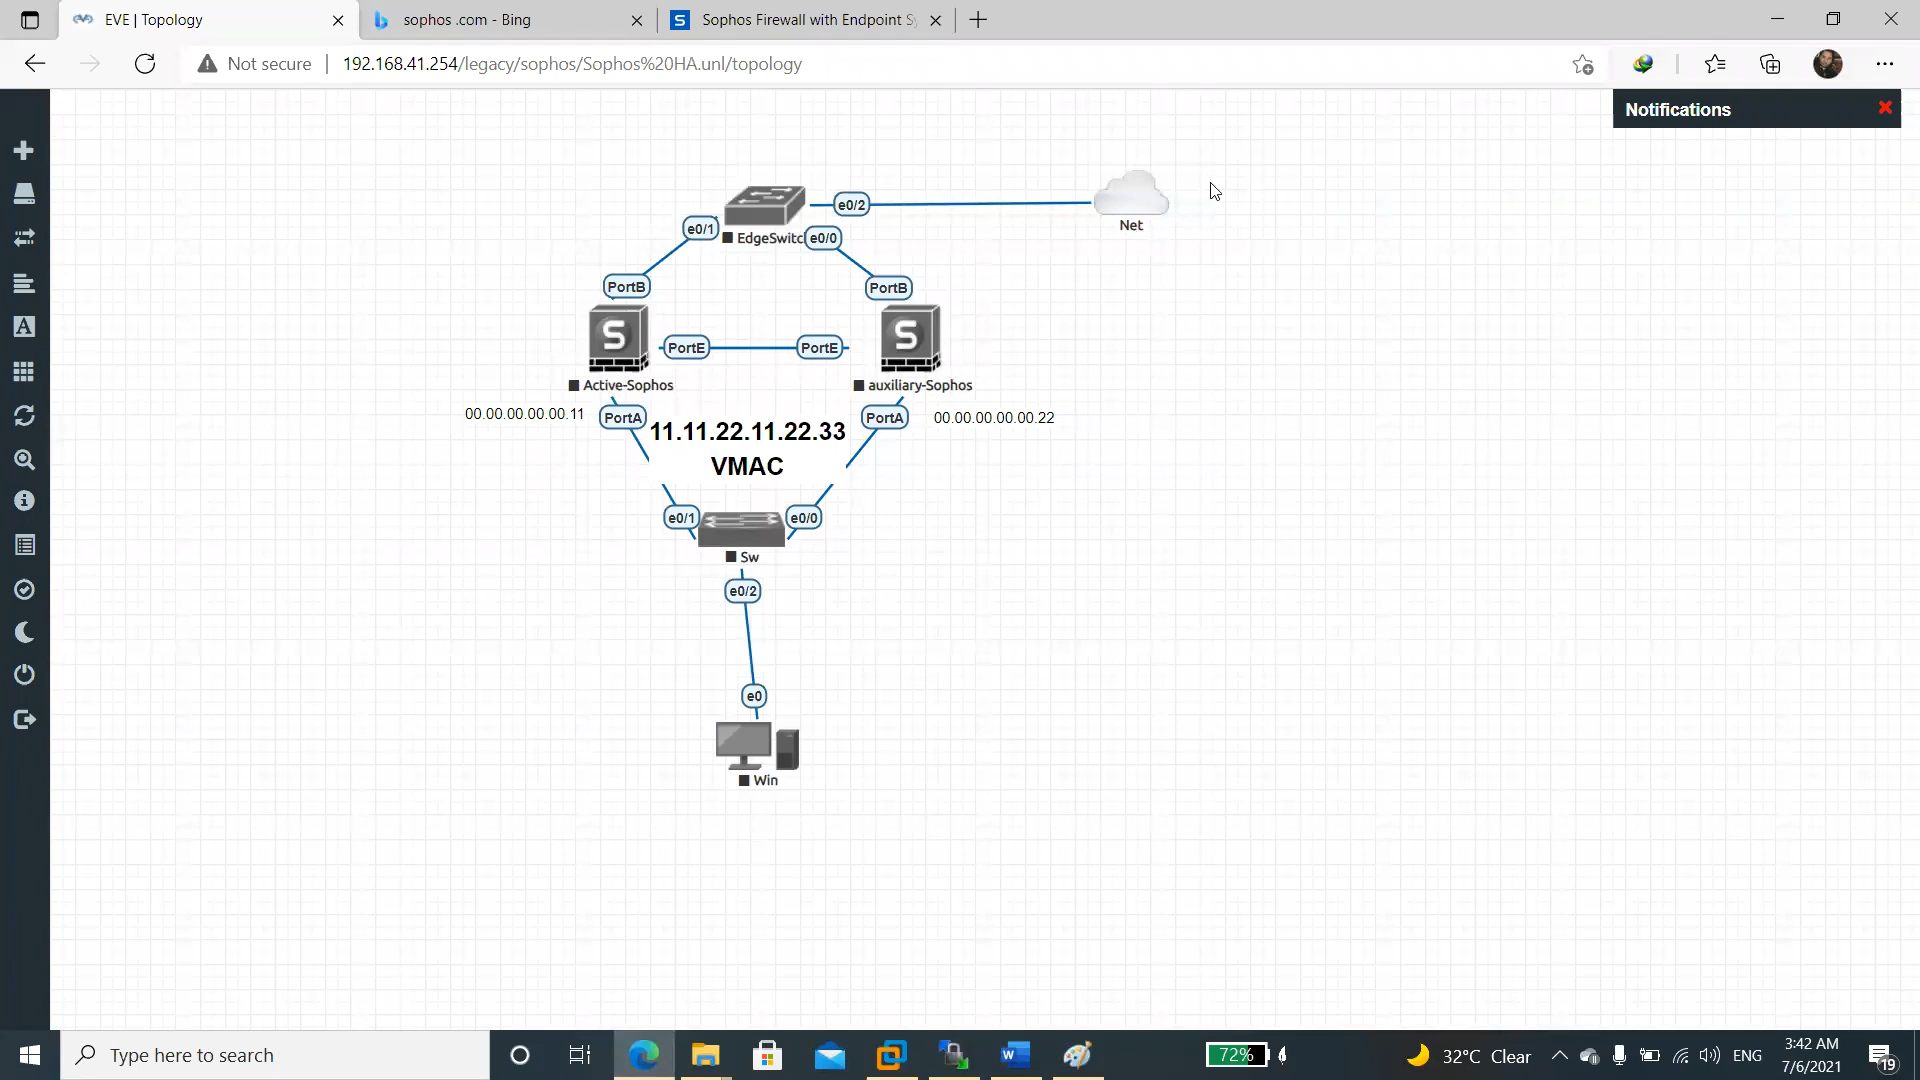 EVE | Topology
sophos .com - Bing
Sophos Firewall with Endpoint S
Not secure
192.168.41.254/legacy/sophos/Sophos%20HA.unl/topology
Notifications
e0/2
Net
e0/1
EdgeSwitc
e0/0
PortB
PortB
S
S
PortE
PortE
Active-Sophos
auxiliary-Sophos
00.00.00.00.00.11
PortA
PortA
00.00.00.00.00.22
11.11.22.11.22.33
VMAC
e0/1
e0/0
Sw
e0/2
e0
Win
Type here to search
72%
32°C Clear
ENG
3:42 AM
7/6/2021
19